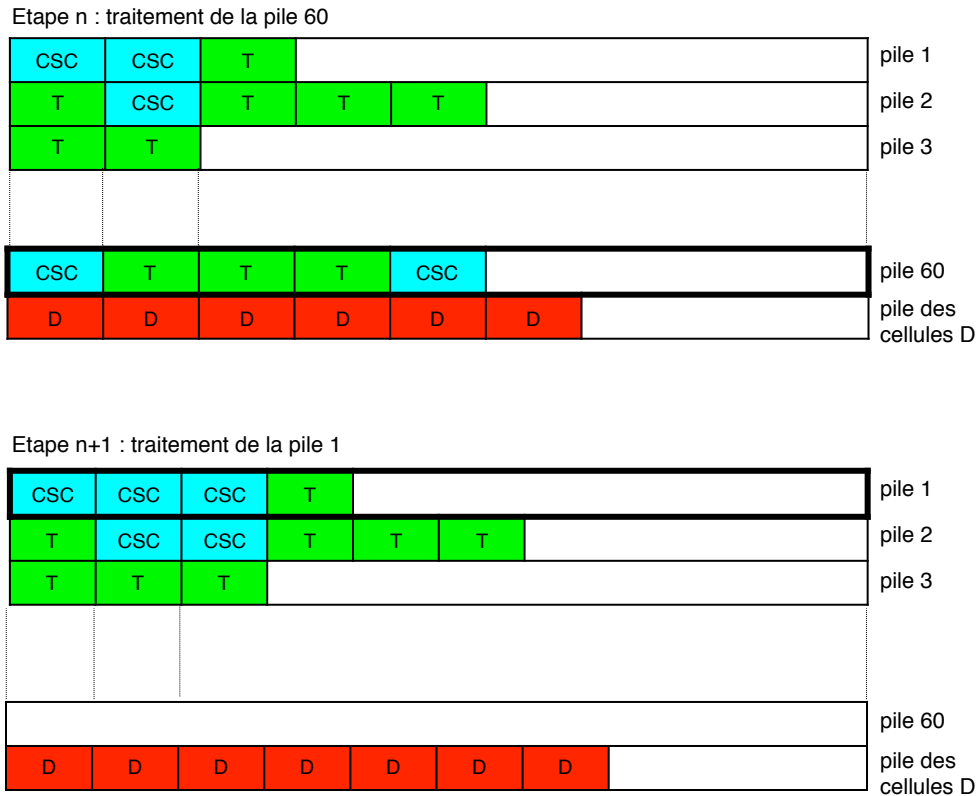 Etape n : traitement de la pile 60
CSC CSC T pile 1
T CSC T T T pile 2
T T pile 3
CSC T T T CSC pile 60
D D D D D D pile des
cellules D
Etape n+1 : traitement de la pile 1
CSC CSC CSC T pile 1
T CSC CSC T T T pile 2
T T T pile 3
pile 60
D D D D D D D pile des
cellules D